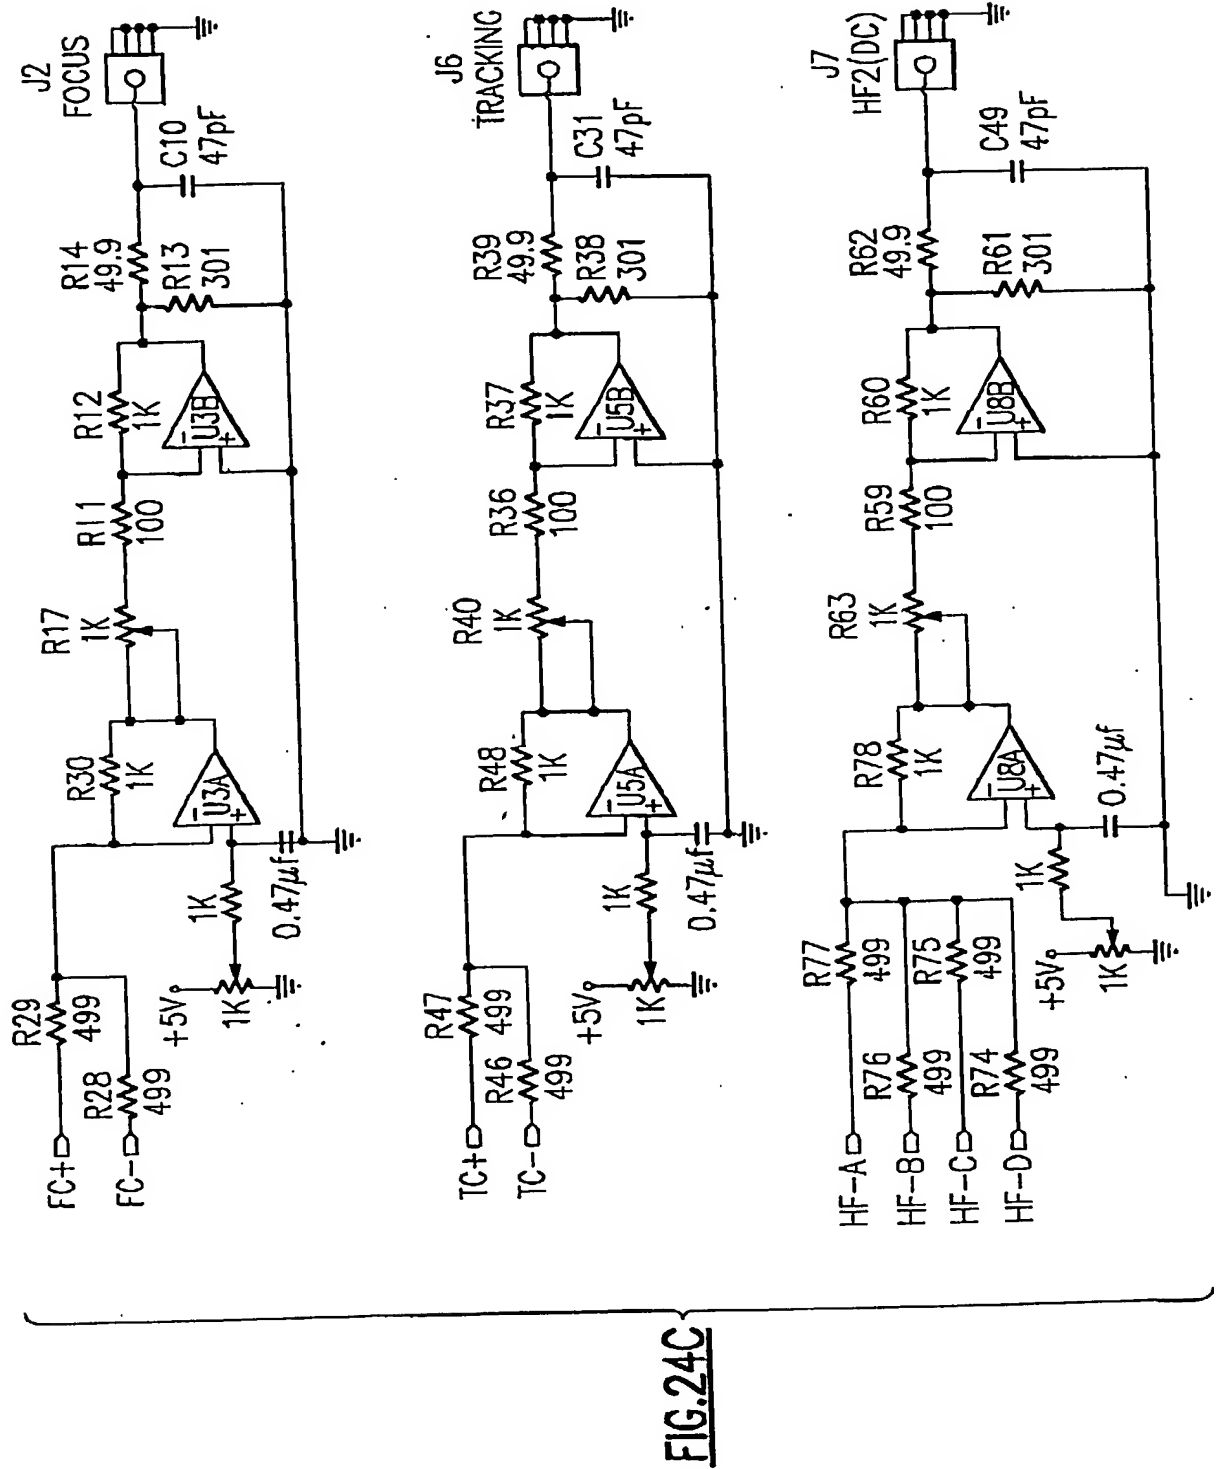 J2
FOCUS
R14
49.9
C10
47pF
R13
301
R12
1K
-
U3B
+
R11
100
R17
1K
R30
1K
-
U3A
+
0.47µf
1K
+5V
1K
R29
499
R28
499
FC+
FC-
J6
TRACKING
R39
49.9
C31
47pF
R38
301
R37
1K
-
U5B
+
R36
100
R40
1K
R48
1K
-
U5A
+
0.47µf
1K
+5V
1K
R47
499
R46
499
TC+
TC-
J7
HF2(DC)
R62
49.9
C49
47pF
R61
301
R60
1K
-
U8B
+
R59
100
R63
1K
R78
1K
-
U8A
+
0.47µf
1K
+5V
1K
R77
499
R76
499
R75
499
R74
499
HF-A
HF-B
HF-C
HF-D
FIG.24C